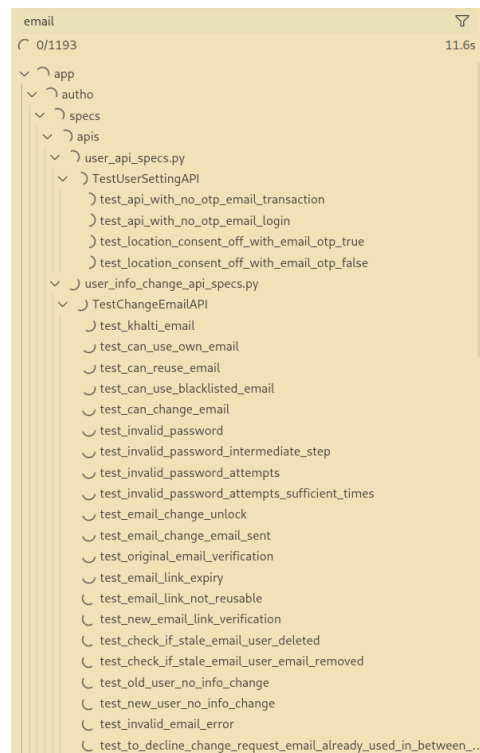 email
0/1193 11.6s
app
autho
specs
apis
user_api_specs.py
TestUserSettingAPI
test_api_with_no_otp_email_transaction
test_api_with_no_otp_email_login
test_location_consent_off_with_email_otp_true
test_location_consent_off_with_email_otp_false
user_info_change_api_specs.py
TestChangeEmailAPI
test_khalti_email
test_can_use_own_email
test_can_reuse_email
test_can_use_blacklisted_email
test_can_change_email
test_invalid_password
test_invalid_password_intermediate_step
test_invalid_password_attempts
test_invalid_password_attempts_sufficient_times
test_email_change_unlock
test_email_change_email_sent
test_original_email_verification
test_email_link_expiry
test_email_link_not_reusable
test_new_email_link_verification
test_check_if_stale_email_user_deleted
test_check_if_stale_email_user_email_removed
test_old_user_no_info_change
test_new_user_no_info_change
test_invalid_email_error
test_to_decline_change_request_email_already_used_in_between_...